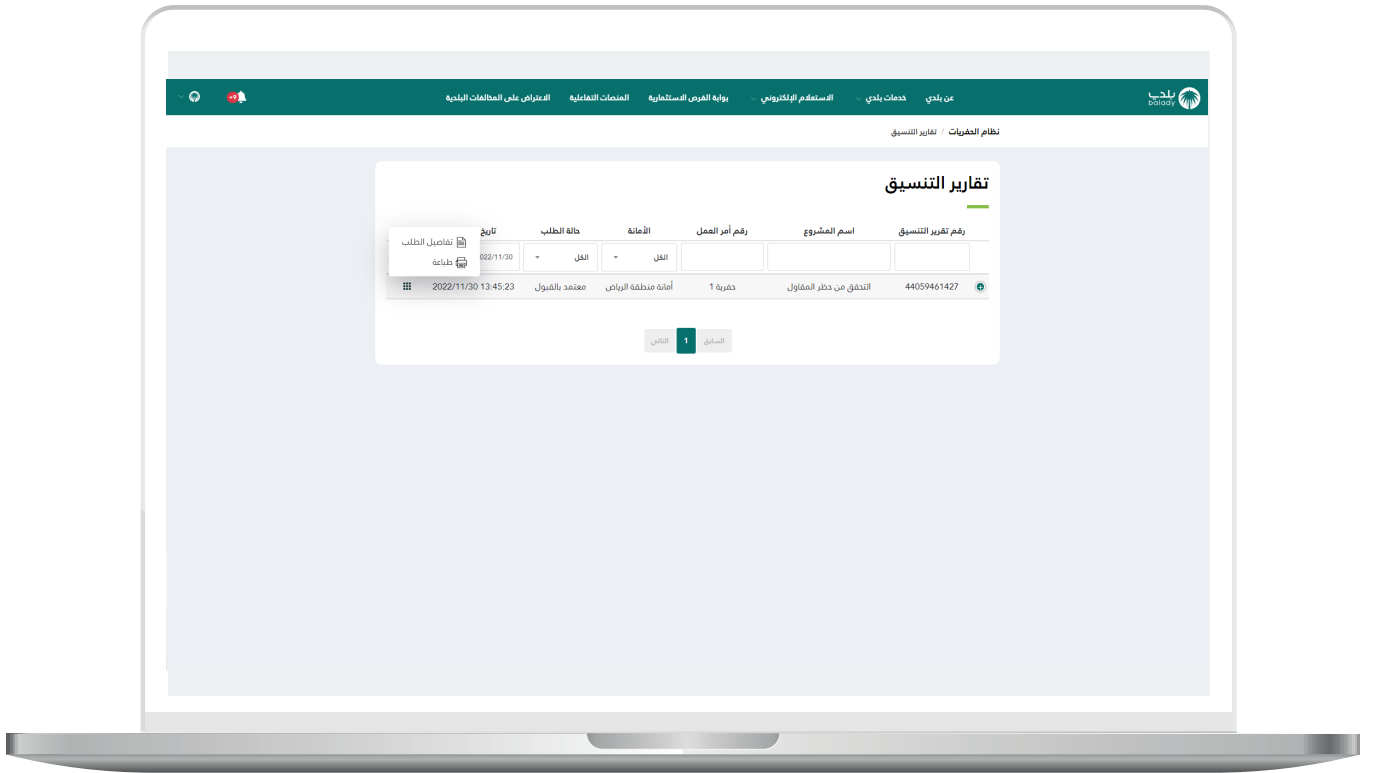 بلدي
balady
عن بلدي خدمات بلدي الاستعلام الإلكتروني بوابة الفرص الاستثمارية المنصات التفاعلية الاعتراض على المخالفات البلدية
+9
نظام الحفريات / تقارير التنسيق
تقارير التنسيق
رقم تقرير التنسيق اسم المشروع رقم أمر العمل الأمانة حالة الطلب تاريخ
تفاصيل الطلب
طباعة
الكل الكل 022/11/30
44059461427 التحقق من حظر المقاول حفرية 1 أمانة منطقة الرياض معتمد بالقبول 2022/11/30 13:45:23
السابق 1 التالي